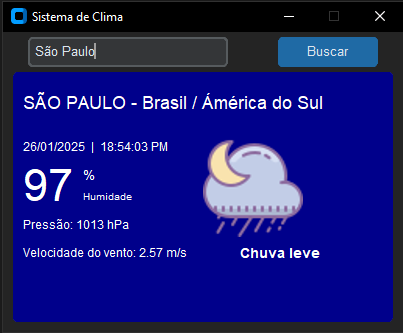 Sistema de Clima
São Paulo
Buscar
SÃO PAULO - Brasil / Ámérica do Sul
26/01/2025 | 18:54:03 PM
97 %
Humidade
Pressão: 1013 hPa
Velocidade do vento: 2.57 m/s
Chuva leve